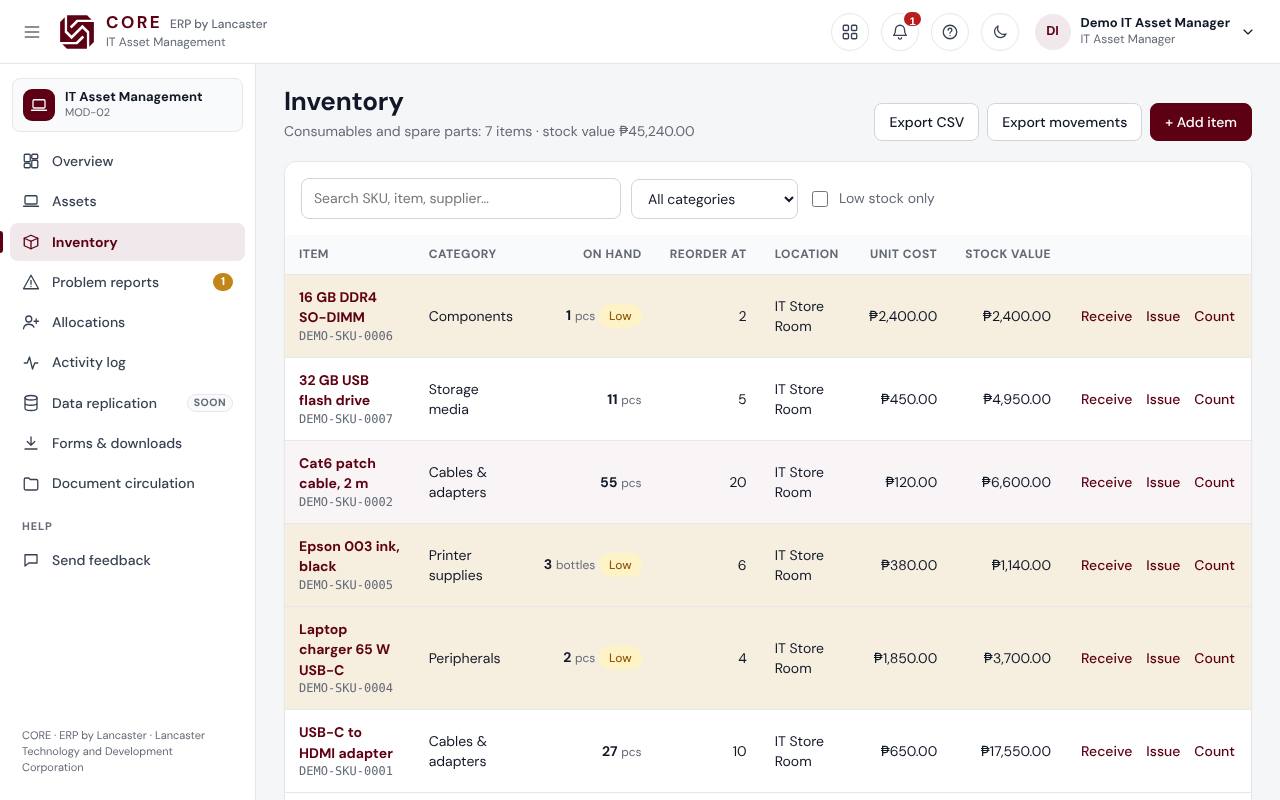 CORE ERP by Lancaster
IT Asset Management
1
DI
Demo IT Asset Manager
IT Asset Manager
IT Asset Management
MOD-02
Overview
Assets
Inventory
Problem reports 1
Allocations
Activity log
Data replication SOON
Forms & downloads
Document circulation
HELP
Send feedback
CORE · ERP by Lancaster · Lancaster
Technology and Development
Corporation
Inventory
Consumables and spare parts: 7 items · stock value ₱45,240.00
Export CSV
Export movements
+ Add item
Search SKU, item, supplier…
All categories
Low stock only
ITEM CATEGORY ON HAND REORDER AT LOCATION UNIT COST STOCK VALUE
16 GB DDR4
SO-DIMM
DEMO-SKU-0006
Components
1 pcs Low
2
IT Store
Room
₱2,400.00
₱2,400.00
Receive Issue Count
32 GB USB
flash drive
DEMO-SKU-0007
Storage
media
11 pcs
5
IT Store
Room
₱450.00
₱4,950.00
Receive Issue Count
Cat6 patch
cable, 2 m
DEMO-SKU-0002
Cables &
adapters
55 pcs
20
IT Store
Room
₱120.00
₱6,600.00
Receive Issue Count
Epson 003 ink,
black
DEMO-SKU-0005
Printer
supplies
3 bottles Low
6
IT Store
Room
₱380.00
₱1,140.00
Receive Issue Count
Laptop
charger 65 W
USB-C
DEMO-SKU-0004
Peripherals
2 pcs Low
4
IT Store
Room
₱1,850.00
₱3,700.00
Receive Issue Count
USB-C to
HDMI adapter
DEMO-SKU-0001
Cables &
adapters
27 pcs
10
IT Store
Room
₱650.00
₱17,550.00
Receive Issue Count